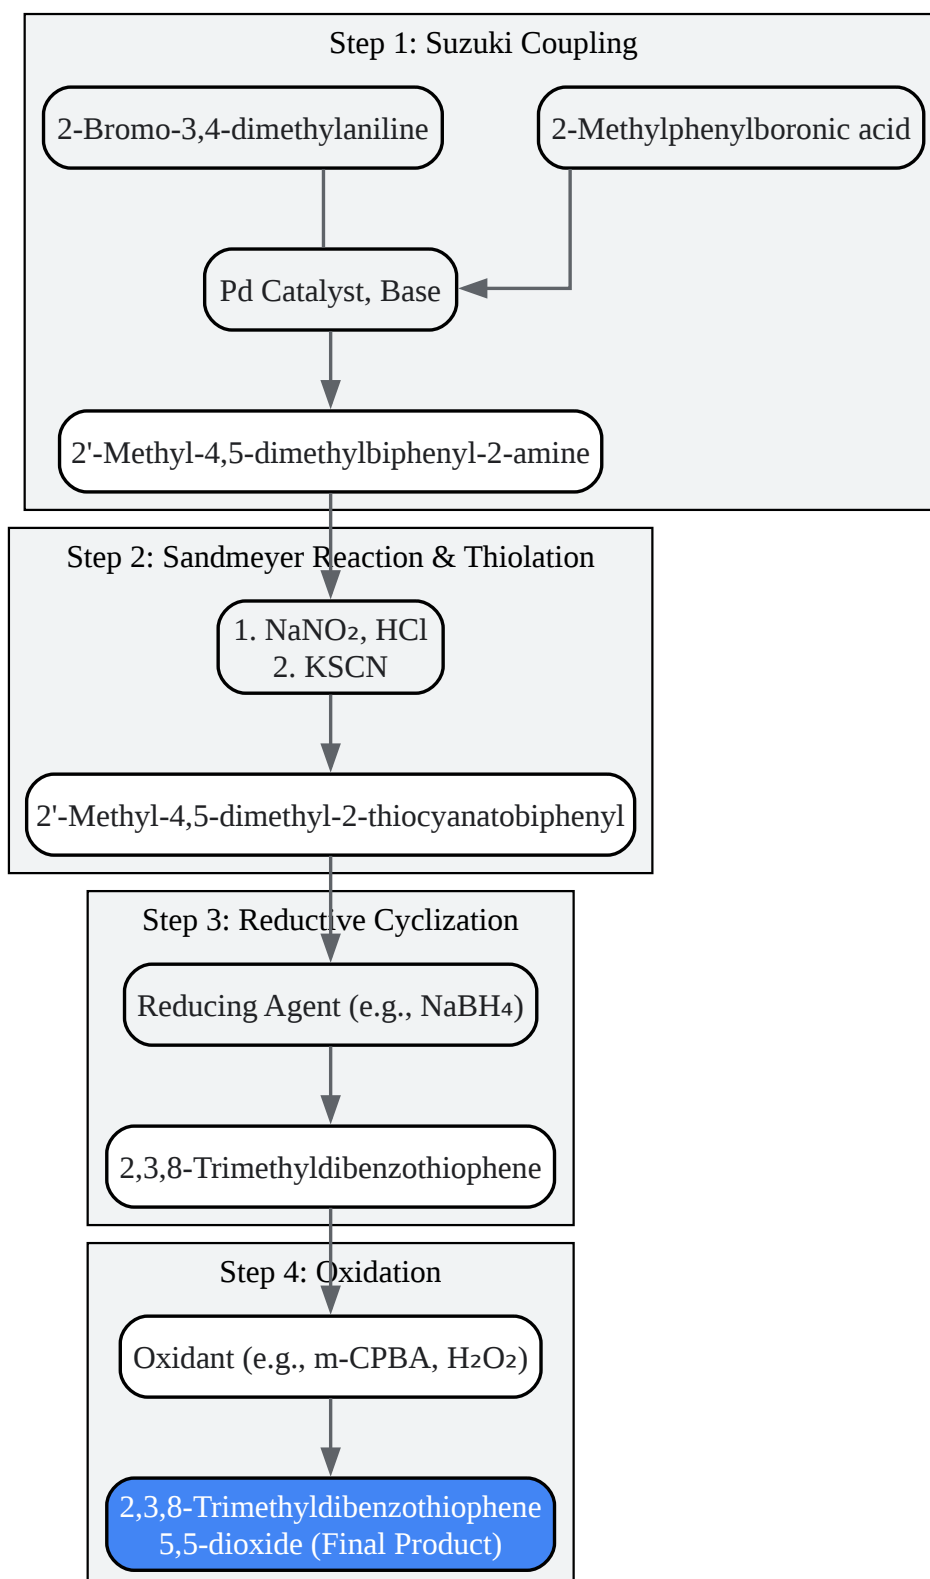 Step 1: Suzuki Coupling
2-Bromo-3,4-dimethylaniline
2-Methylphenylboronic acid
Pd Catalyst, Base
2'-Methyl-4,5-dimethylbiphenyl-2-amine
Step 2: Sandmeyer Reaction & Thiolation
1. NaNO₂, HCl
2. KSCN
2'-Methyl-4,5-dimethyl-2-thiocyanatobiphenyl
Step 3: Reductive Cyclization
Reducing Agent (e.g., NaBH₄)
2,3,8-Trimethyldibenzothiophene
Step 4: Oxidation
Oxidant (e.g., m-CPBA, H₂O₂)
2,3,8-Trimethyldibenzothiophene
5,5-dioxide (Final Product)